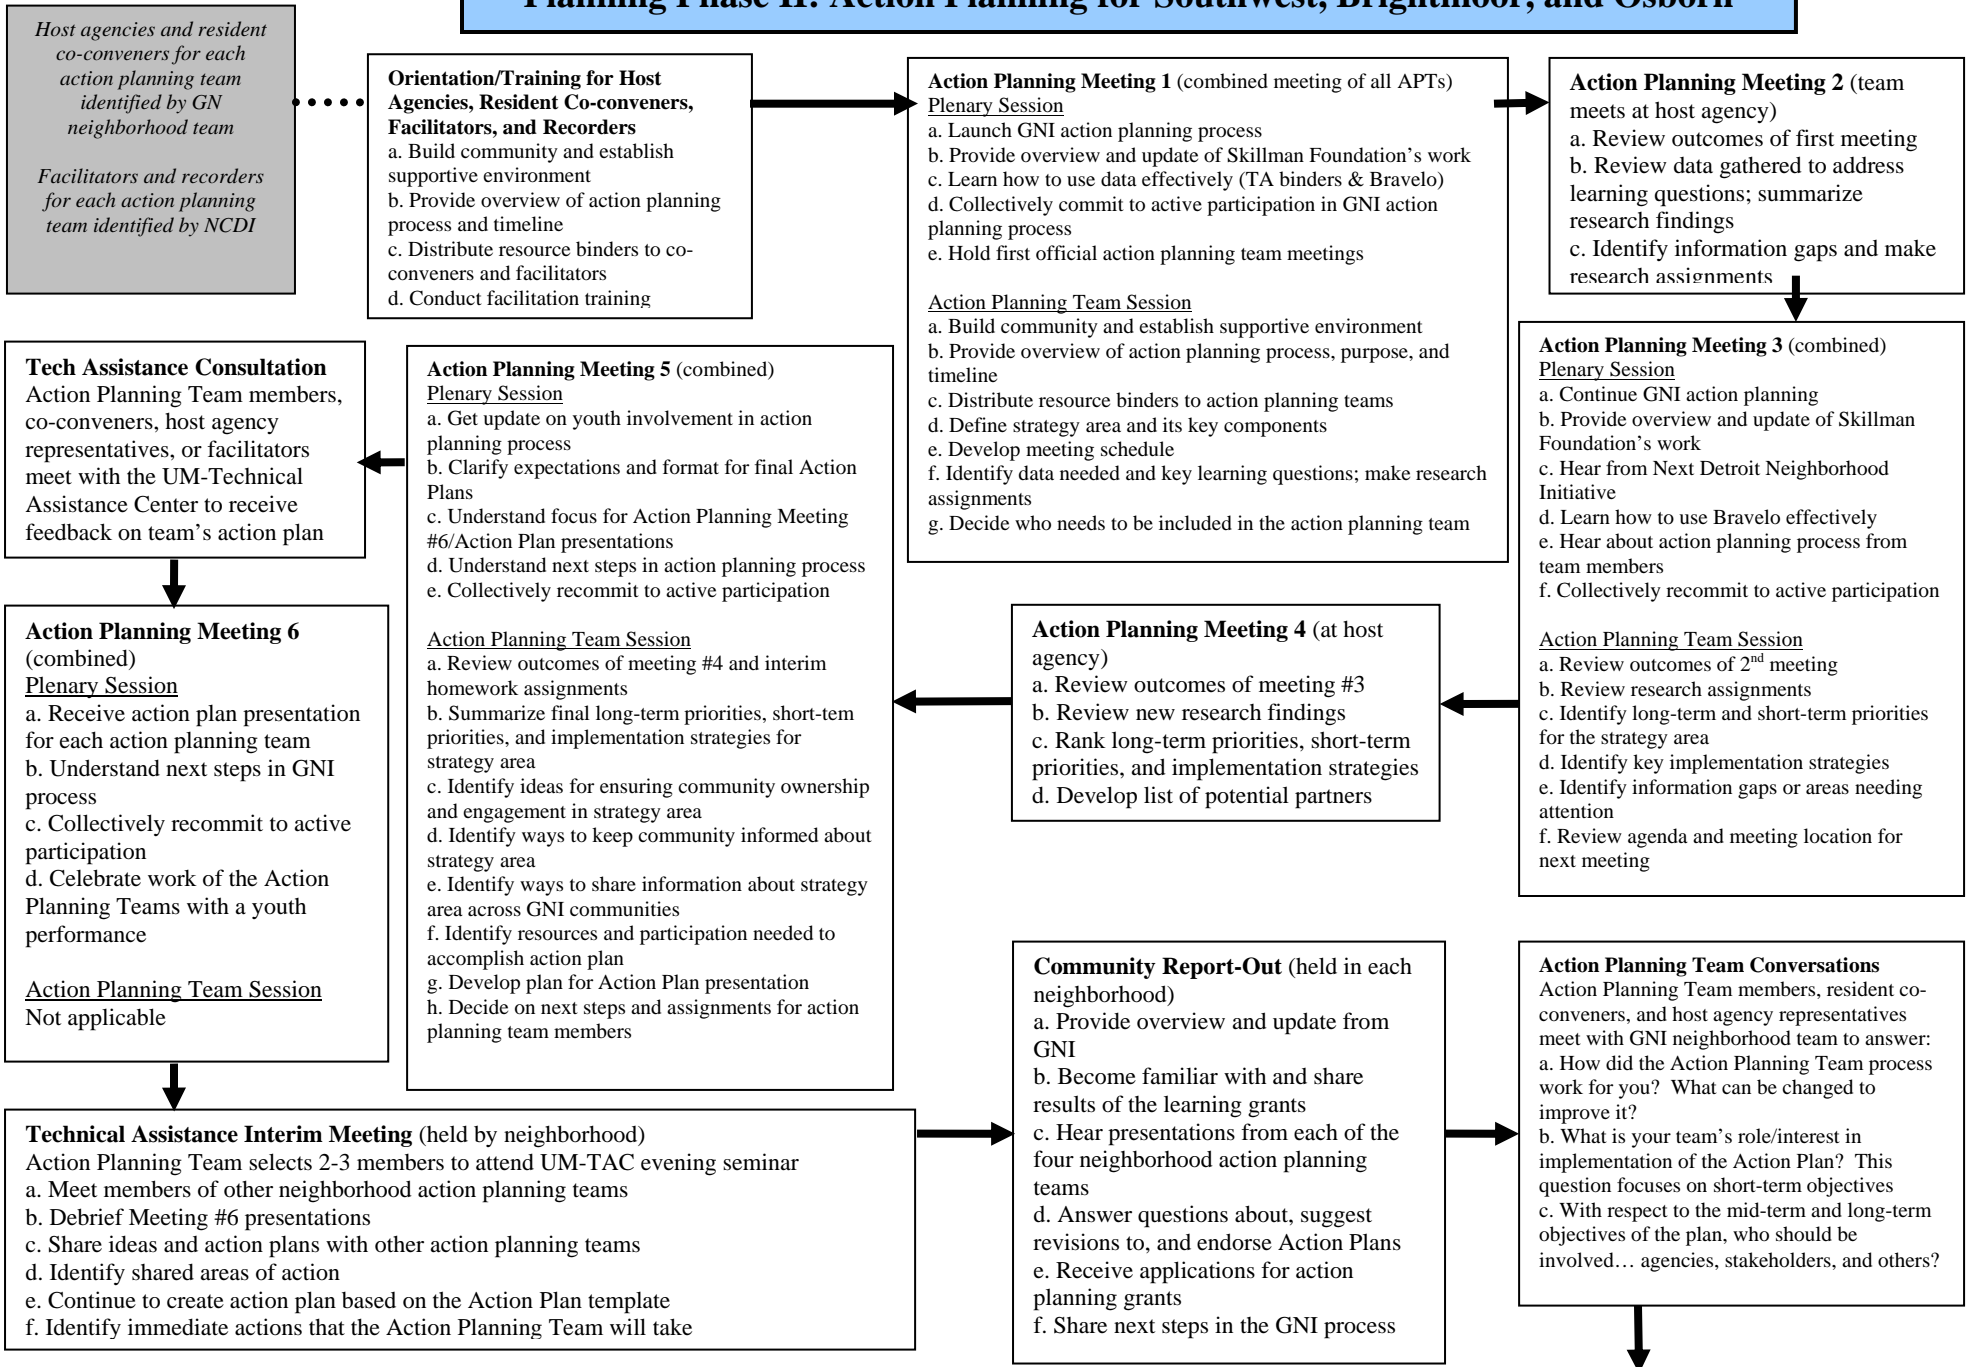 Planning Phase II: Action Planning for Southwest, Brightmoor, and Osborn
Host agencies and resident
co-conveners for each
action planning team
identified by GN
neighborhood team
Facilitators and recorders
for each action planning
team identified by NCDI
Orientation/Training for Host
Agencies, Resident Co-conveners,
Facilitators, and Recorders
a. Build community and establish
supportive environment
b. Provide overview of action planning
process and timeline
c. Distribute resource binders to co-
conveners and facilitators
d. Conduct facilitation training
Action Planning Meeting 1 (combined meeting of all APTs)
Plenary Session
a. Launch GNI action planning process
b. Provide overview and update of Skillman Foundation's work
c. Learn how to use data effectively (TA binders & Bravelo)
d. Collectively commit to active participation in GNI action
planning process
e. Hold first official action planning team meetings
Action Planning Team Session
a. Build community and establish supportive environment
b. Provide overview of action planning process, purpose, and
timeline
c. Distribute resource binders to action planning teams
d. Define strategy area and its key components
e. Develop meeting schedule
f. Identify data needed and key learning questions; make research
assignments
g. Decide who needs to be included in the action planning team
Action Planning Meeting 2 (team
meets at host agency)
a. Review outcomes of first meeting
b. Review data gathered to address
learning questions; summarize
research findings
c. Identify information gaps and make
research assignments
Action Planning Meeting 3 (combined)
Plenary Session
a. Continue GNI action planning
b. Provide overview and update of Skillman
Foundation's work
c. Hear from Next Detroit Neighborhood
Initiative
d. Learn how to use Bravelo effectively
e. Hear about action planning process from
team members
f. Collectively recommit to active participation
Action Planning Team Session
a. Review outcomes of 2nd meeting
b. Review research assignments
c. Identify long-term and short-term priorities
for the strategy area
d. Identify key implementation strategies
e. Identify information gaps or areas needing
attention
f. Review agenda and meeting location for
next meeting
Action Planning Meeting 4 (at host
agency)
a. Review outcomes of meeting #3
b. Review new research findings
c. Rank long-term priorities, short-term
priorities, and implementation strategies
d. Develop list of potential partners
Action Planning Meeting 5 (combined)
Plenary Session
a. Get update on youth involvement in action
planning process
b. Clarify expectations and format for final Action
Plans
c. Understand focus for Action Planning Meeting
#6/Action Plan presentations
d. Understand next steps in action planning process
e. Collectively recommit to active participation
Action Planning Team Session
a. Review outcomes of meeting #4 and interim
homework assignments
b. Summarize final long-term priorities, short-tem
priorities, and implementation strategies for
strategy area
c. Identify ideas for ensuring community ownership
and engagement in strategy area
d. Identify ways to keep community informed about
strategy area
e. Identify ways to share information about strategy
area across GNI communities
f. Identify resources and participation needed to
accomplish action plan
g. Develop plan for Action Plan presentation
h. Decide on next steps and assignments for action
planning team members
Tech Assistance Consultation
Action Planning Team members,
co-conveners, host agency
representatives, or facilitators
meet with the UM-Technical
Assistance Center to receive
feedback on team's action plan
Action Planning Meeting 6
(combined)
Plenary Session
a. Receive action plan presentation
for each action planning team
b. Understand next steps in GNI
process
c. Collectively recommit to active
participation
d. Celebrate work of the Action
Planning Teams with a youth
performance
Action Planning Team Session
Not applicable
Technical Assistance Interim Meeting (held by neighborhood)
Action Planning Team selects 2-3 members to attend UM-TAC evening seminar
a. Meet members of other neighborhood action planning teams
b. Debrief Meeting #6 presentations
c. Share ideas and action plans with other action planning teams
d. Identify shared areas of action
e. Continue to create action plan based on the Action Plan template
f. Identify immediate actions that the Action Planning Team will take
Community Report-Out (held in each
neighborhood)
a. Provide overview and update from
GNI
b. Become familiar with and share
results of the learning grants
c. Hear presentations from each of the
four neighborhood action planning
teams
d. Answer questions about, suggest
revisions to, and endorse Action Plans
e. Receive applications for action
planning grants
f. Share next steps in the GNI process
Action Planning Team Conversations
Action Planning Team members, resident co-
conveners, and host agency representatives
meet with GNI neighborhood team to answer:
a. How did the Action Planning Team process
work for you? What can be changed to
improve it?
b. What is your team's role/interest in
implementation of the Action Plan? This
question focuses on short-term objectives
c. With respect to the mid-term and long-term
objectives of the plan, who should be
involved… agencies, stakeholders, and others?